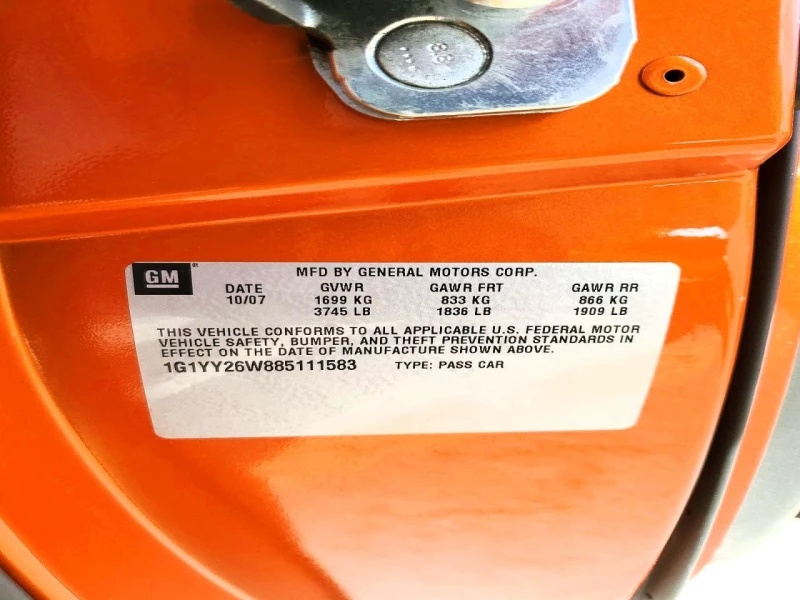 88
GM
MFD BY GENERAL MOTORS CORP.
DATE GVWR GAWR FRT GAWR RR
10/07 1699 KG 833 KG 866 KG
3745 LB 1836 LB 1909 LB
THIS VEHICLE CONFORMS TO ALL APPLICABLE U.S. FEDERAL MOTOR
VEHICLE SAFETY, BUMPER, AND THEFT PREVENTION STANDARDS IN
EFFECT ON THE DATE OF MANUFACTURE SHOWN ABOVE.
1G1YY26W885111583 TYPE: PASS CAR